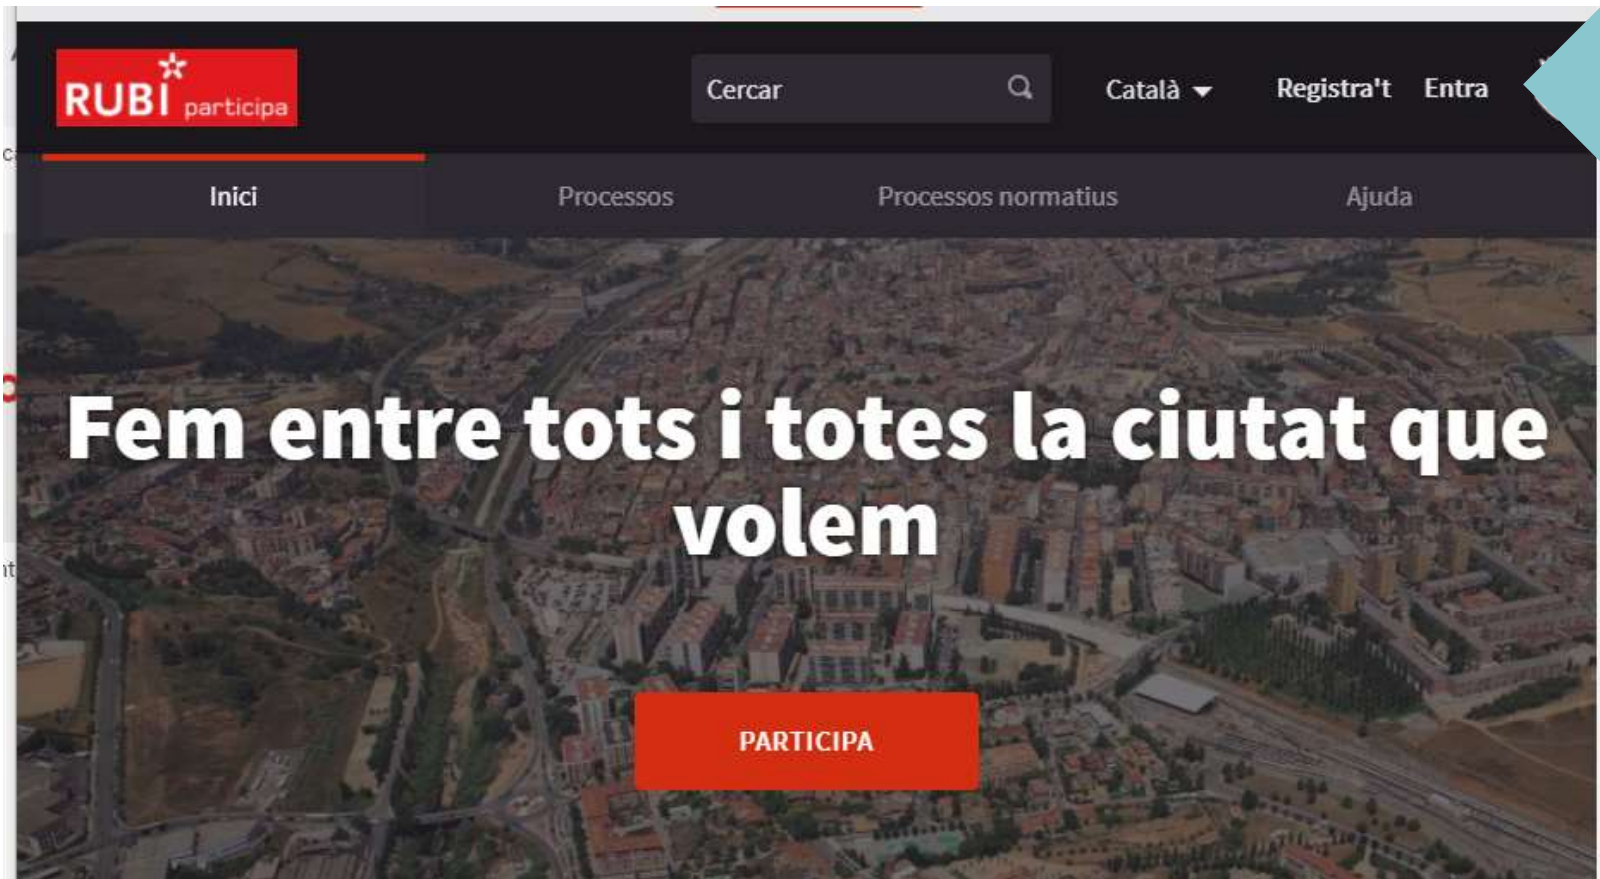 RUBÍ participa
Cercar
Català
Registra't
Entra
Inici
Processos
Processos normatius
Ajuda
Fem entre tots i totes la ciutat que
volem
PARTICIPA